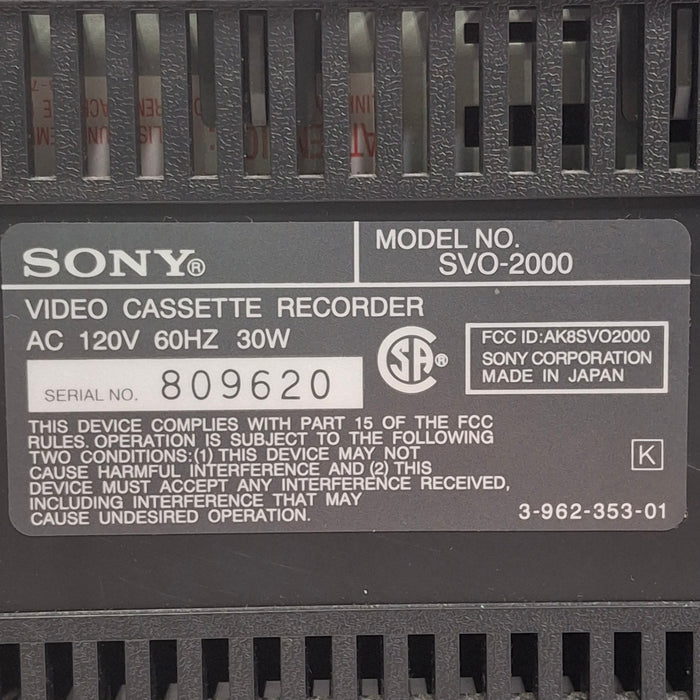 SONY®
MODEL NO.
SVO-2000
VIDEO CASSETTE RECORDER
AC 120V 60HZ 30W
SERIAL NO. 809620
SA®
FCC ID:AK8SVO2000
SONY CORPORATION
MADE IN JAPAN
THIS DEVICE COMPLIES WITH PART 15 OF THE FCC
RULES. OPERATION IS SUBJECT TO THE FOLLOWING
TWO CONDITIONS:(1) THIS DEVICE MAY NOT
CAUSE HARMFUL INTERFERENCE AND (2) THIS
DEVICE MUST ACCEPT ANY INTERFERENCE RECEIVED,
INCLUDING INTERFERENCE THAT MAY
CAUSE UNDESIRED OPERATION.
K
3-962-353-01